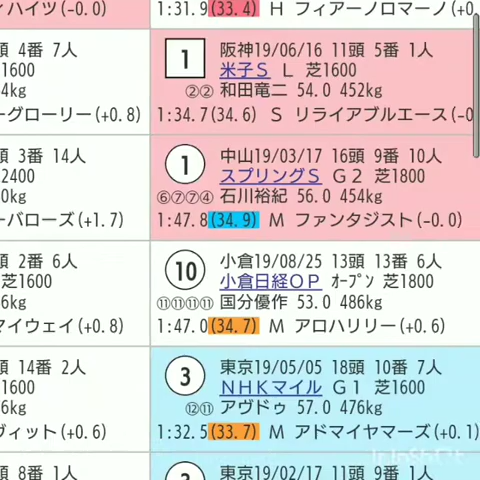 ィハイツ(-0.0)
1:31.9(33.4) H フィアーノロマーノ(+0
頭 4番 7人
1600
4kg
ーグローリー(+0.8)
1
阪神19/06/16 11頭 5番 1人
米子S L 芝1600
②② 和田竜二 54.0 452kg
1:34.7(34.6) S リライアブルエース(-0
頭 3番 14人
2400
0kg
ーバローズ(+1.7)
1
中山19/03/17 16頭 9番 10人
スプリングS G2 芝1800
⑥⑦⑦④ 石川裕紀 56.0 454kg
1:47.8(34.9) M ファンタジスト(-0.0)
頭 2番 6人
芝1600
6kg
マイウェイ(+0.8)
10
小倉19/08/25 13頭 13番 6人
小倉日経OP オープン 芝1800
⑪⑪⑪⑪ 国分優作 53.0 486kg
1:47.0(34.7) M アロハリリー(+0.6)
頭 14番 2人
1600
6kg
ヴィット(+0.6)
3
東京19/05/05 18頭 10番 7人
NHKマイル G1 芝1600
⑫⑪ アヴドゥ 57.0 476kg
1:32.5(33.7) M アドマイヤマーズ(+0.1)
頭 8番 1人
東京19/02/17 11頭 9番 1人